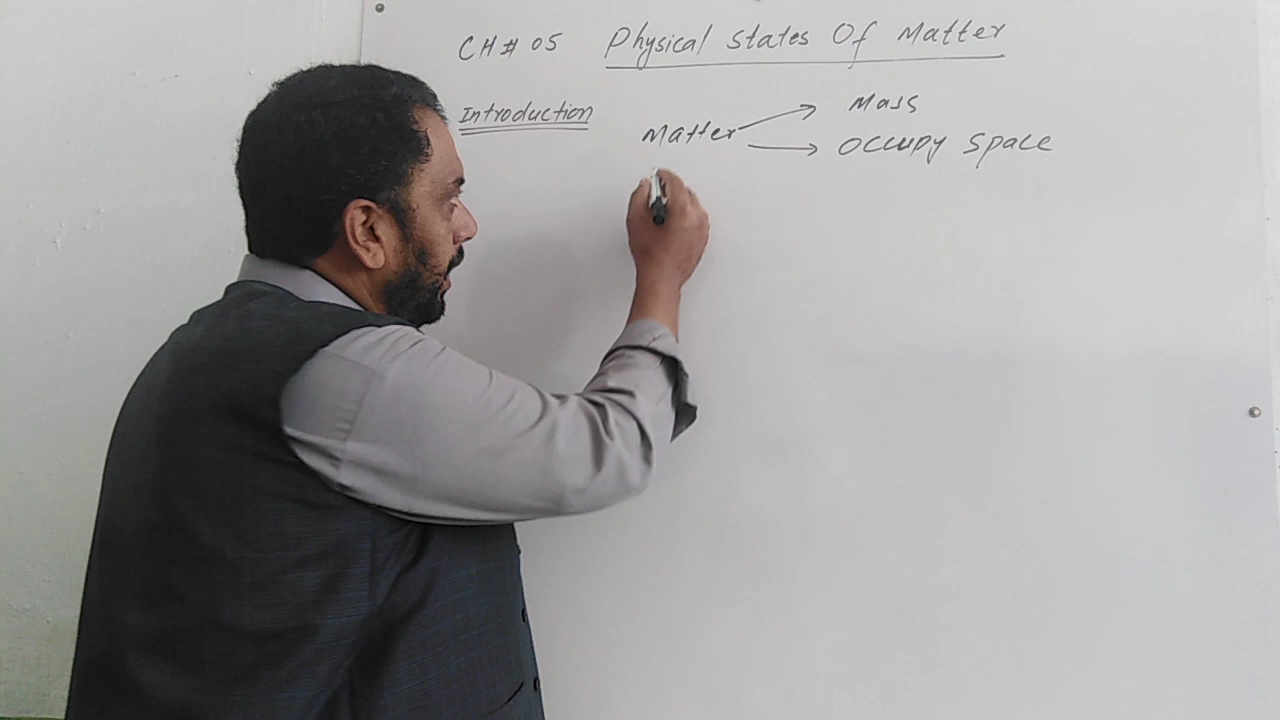 CH# 05 Physical States Of Matter
Introduction
Matter → Mass
→ Occupy Space